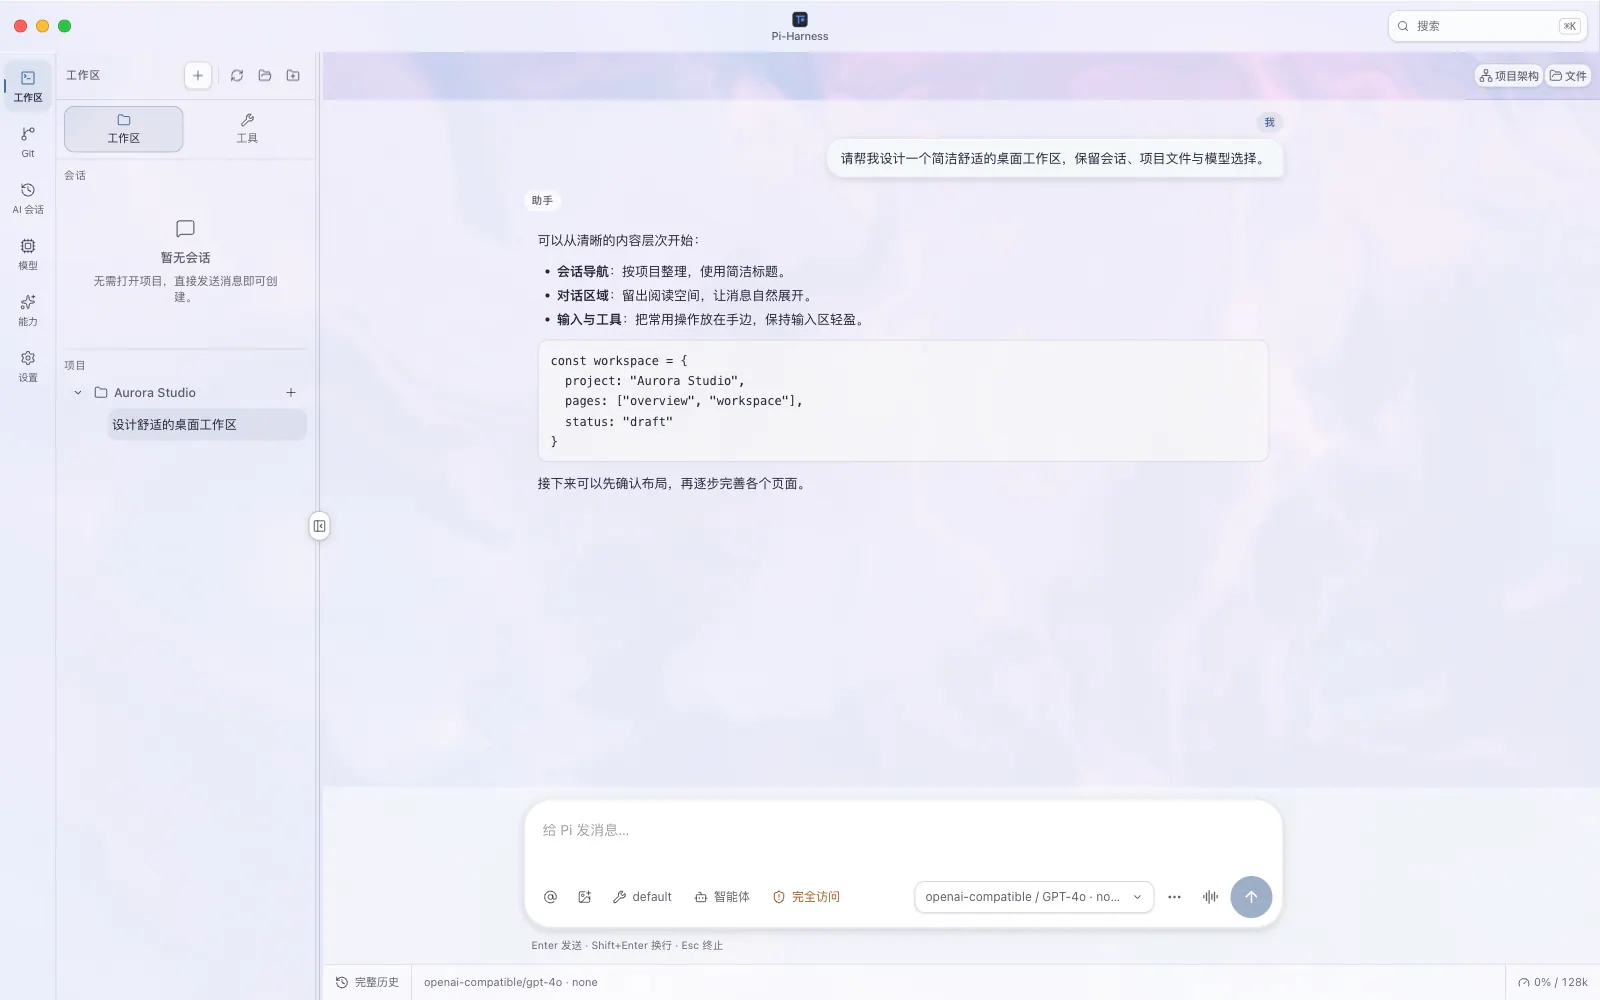 Pi-Harness
搜索
⌘K
工作区
Git
AI 会话
模型
能力
设置
工作区
工作区
工具
会话
暂无会话
无需打开项目，直接发送消息即可创
建。
项目
Aurora Studio
设计舒适的桌面工作区
项目架构
文件
我
请帮我设计一个简洁舒适的桌面工作区，保留会话、项目文件与模型选择。
助手
可以从清晰的内容层次开始：
• 会话导航：按项目整理，使用简洁标题。
• 对话区域：留出阅读空间，让消息自然展开。
• 输入与工具：把常用操作放在手边，保持输入区轻盈。
const workspace = {
  project: "Aurora Studio",
  pages: ["overview", "workspace"],
  status: "draft"
}
接下来可以先确认布局，再逐步完善各个页面。
给 Pi 发消息...
default
智能体
完全访问
openai-compatible / GPT-4o · no...
Enter 发送 · Shift+Enter 换行 · Esc 终止
完整历史
openai-compatible/gpt-4o · none
0% / 128k